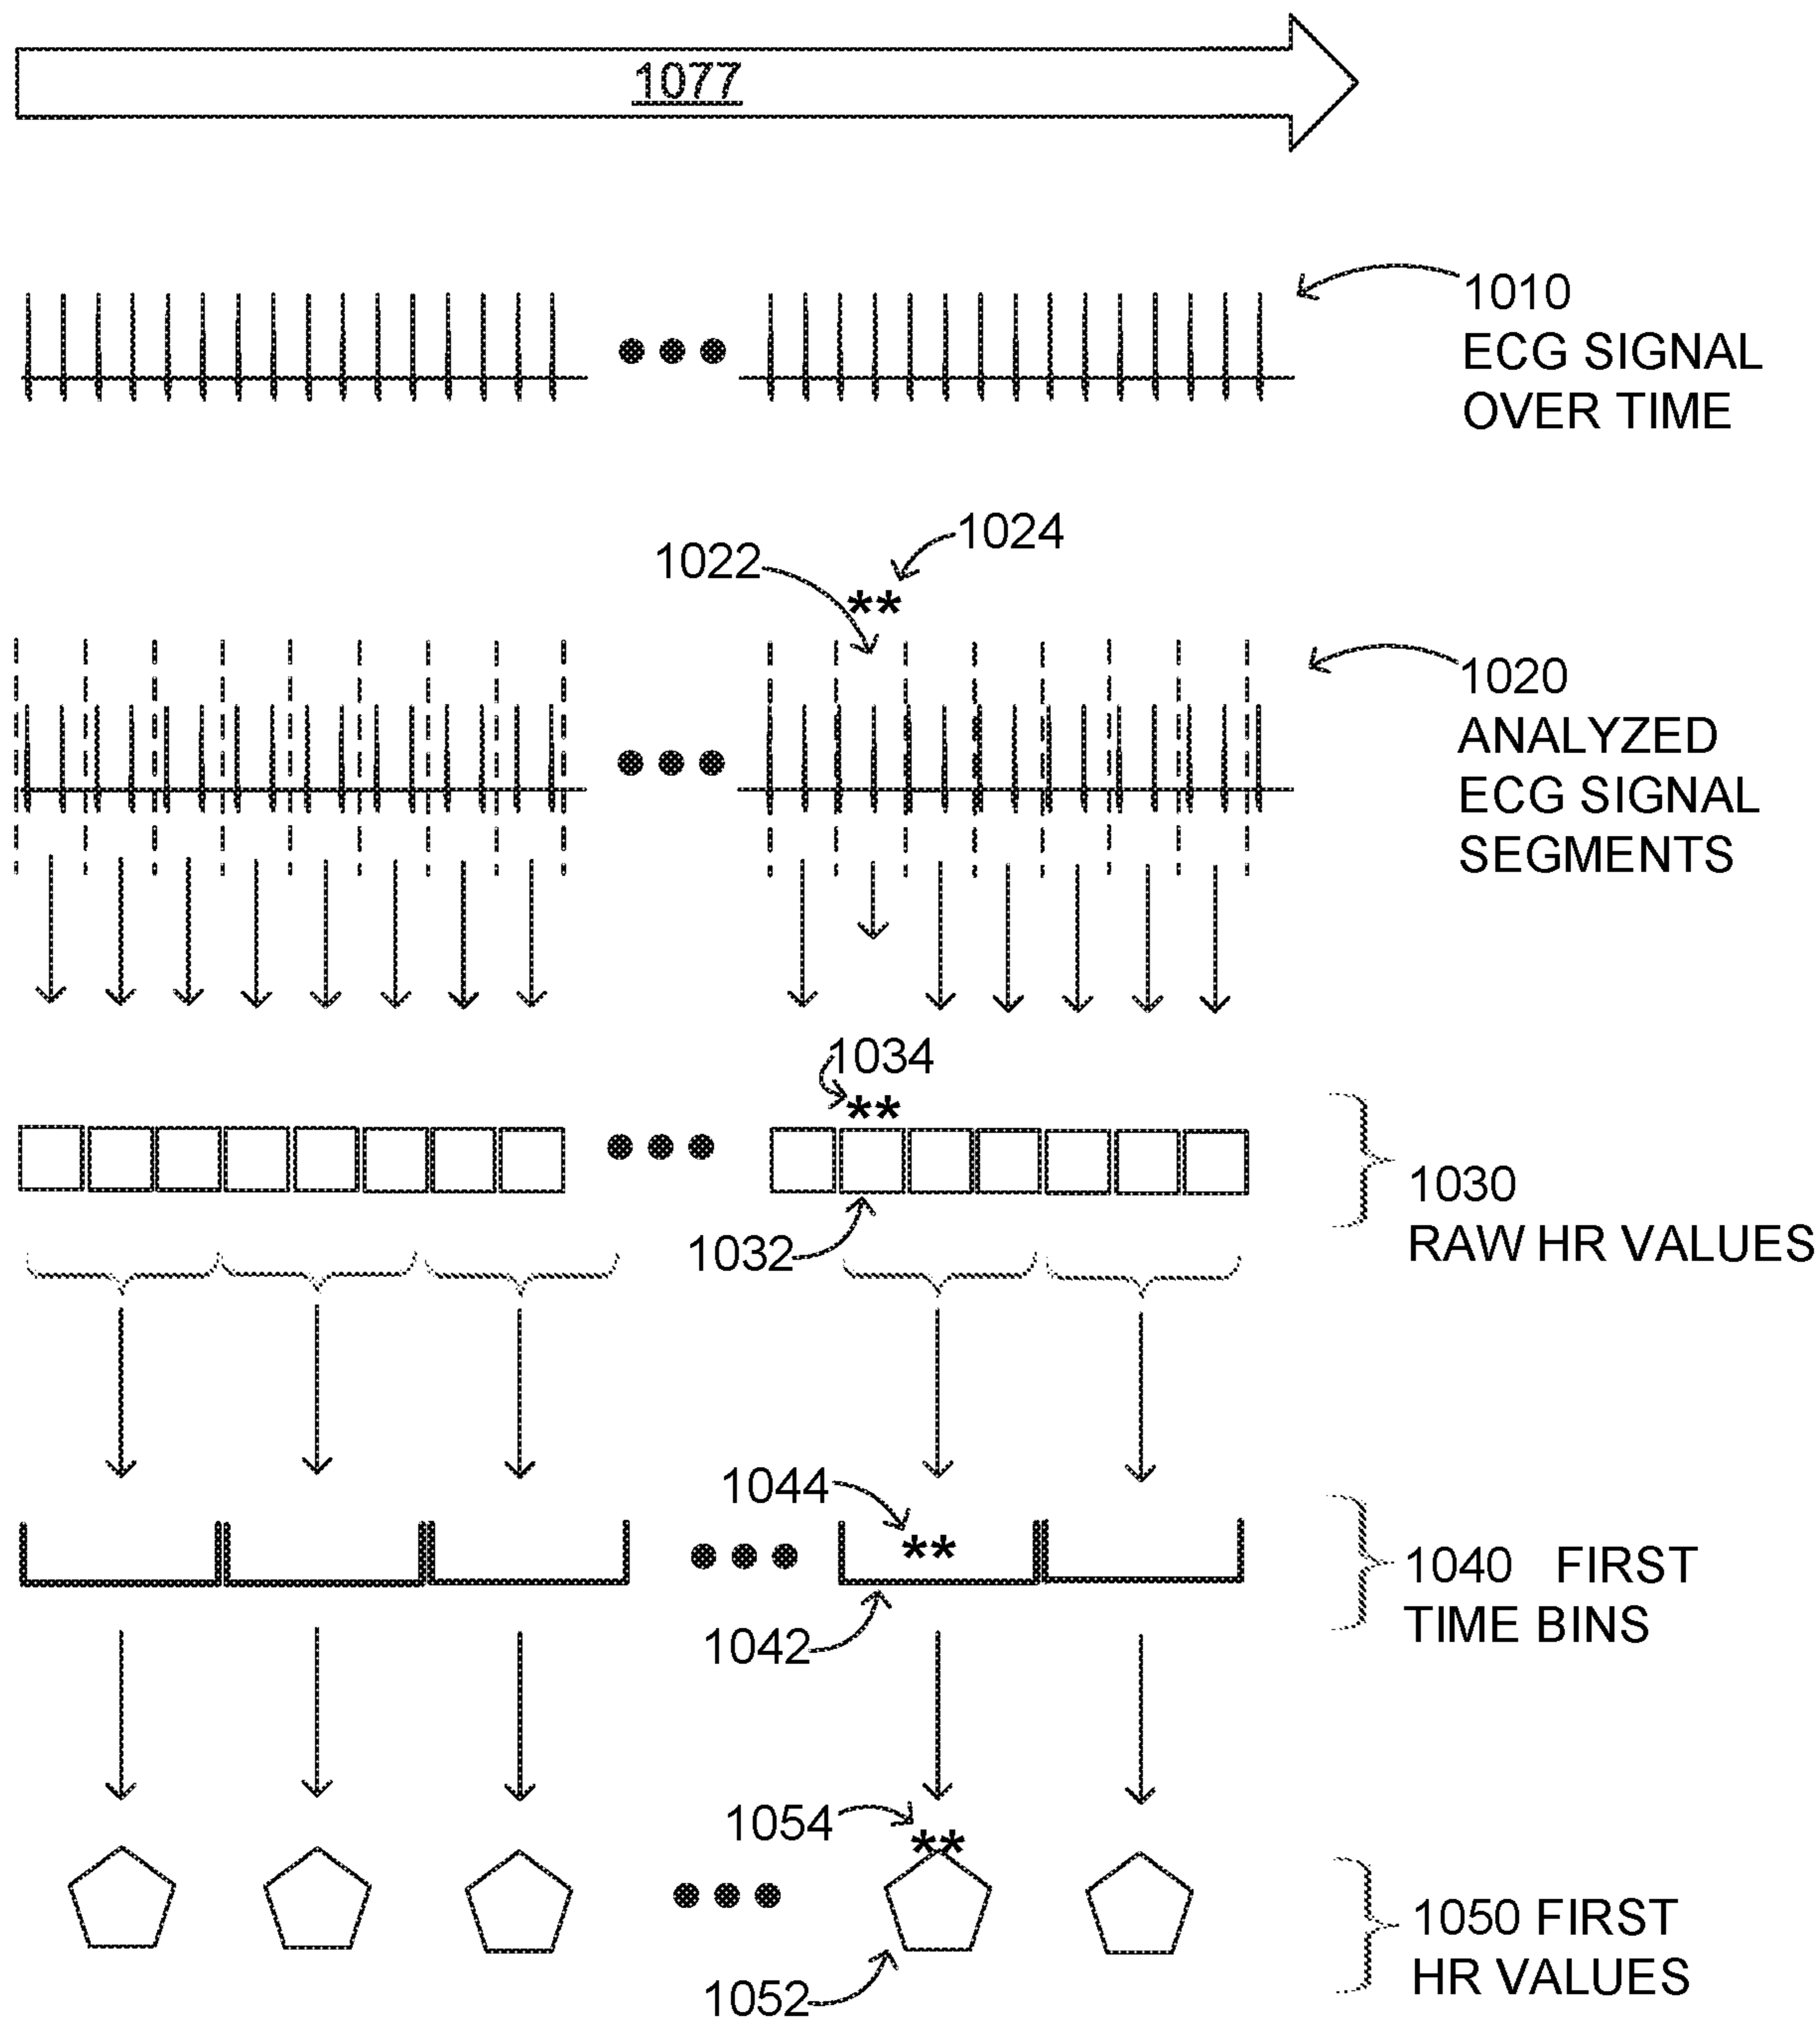 1077
1010
ECG SIGNAL
OVER TIME
1024
1022
**
1020
ANALYZED
ECG SIGNAL
SEGMENTS
1034
**
1030
RAW HR VALUES
1032
1044
**
1040 FIRST
TIME BINS
1042
1054
**
1050 FIRST
HR VALUES
1052